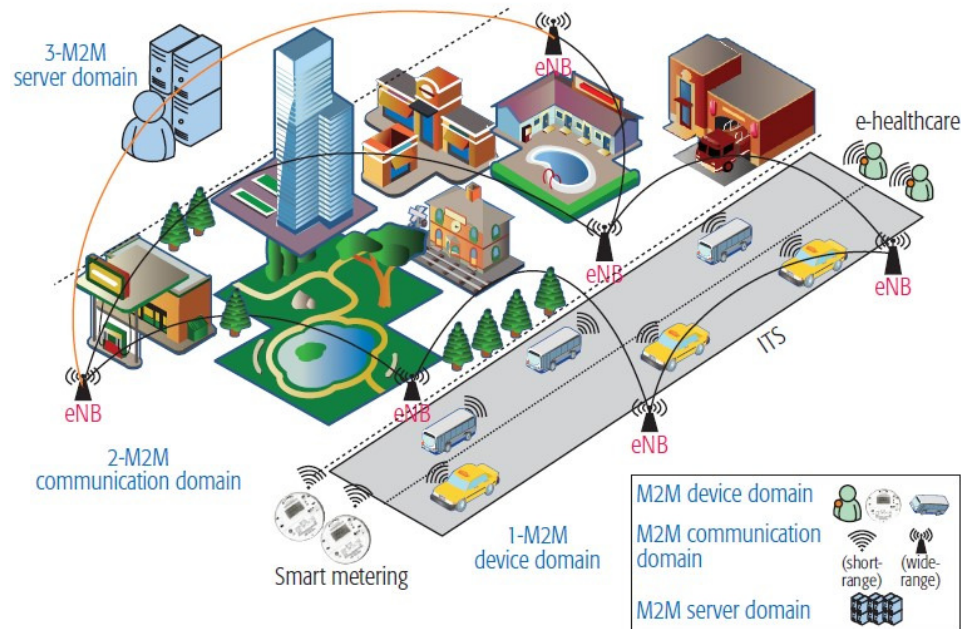 3-M2M
server domain
eNB
e-healthcare
eNB
eNB
ITS
eNB
eNB
eNB
2-M2M
communication domain
1-M2M
device domain
Smart metering
M2M device domain
M2M communication
domain
(short-
range)
(wide-
range)
M2M server domain